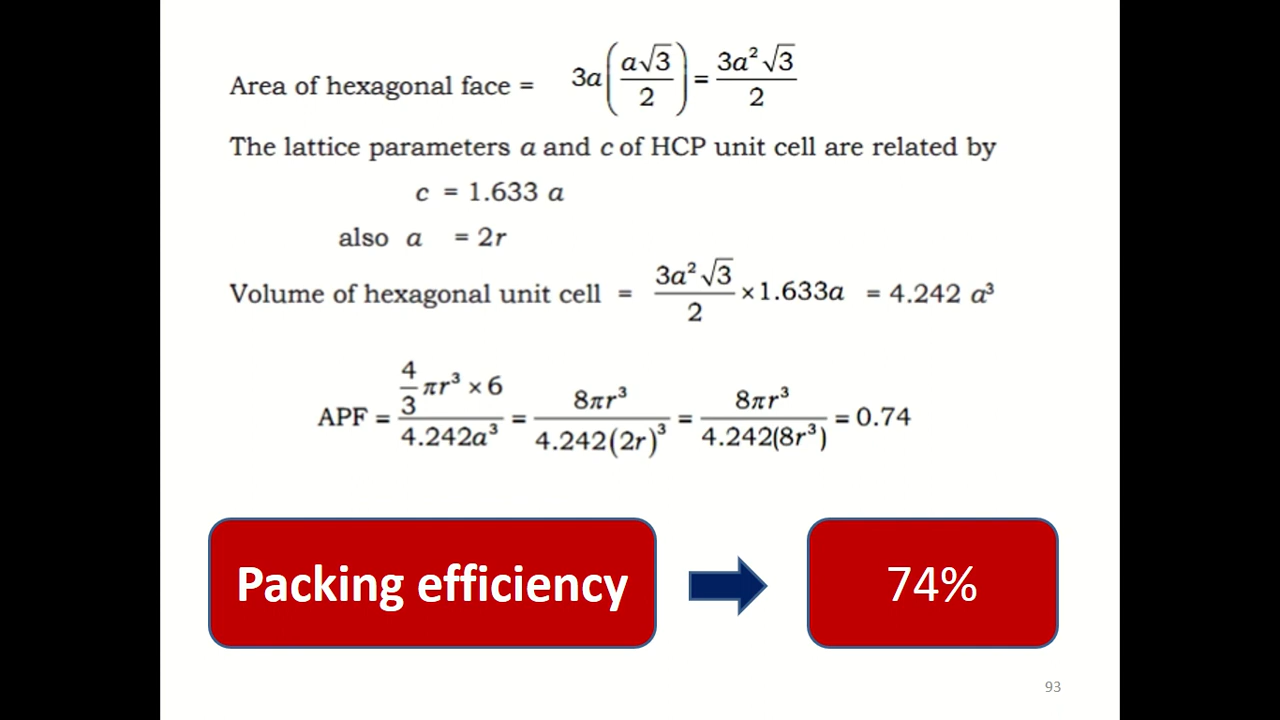 Area of hexagonal face = 3a(a√3/2) = 3a²√3/2
The lattice parameters a and c of HCP unit cell are related by
c = 1.633 a
also a = 2r
Volume of hexagonal unit cell = 3a²√3/2 ×1.633a = 4.242 a³
APF = (4/3 πr³ × 6)/(4.242a³) = 8πr³/(4.242(2r)³) = 8πr³/(4.242(8r³)) = 0.74
Packing efficiency
74%
93